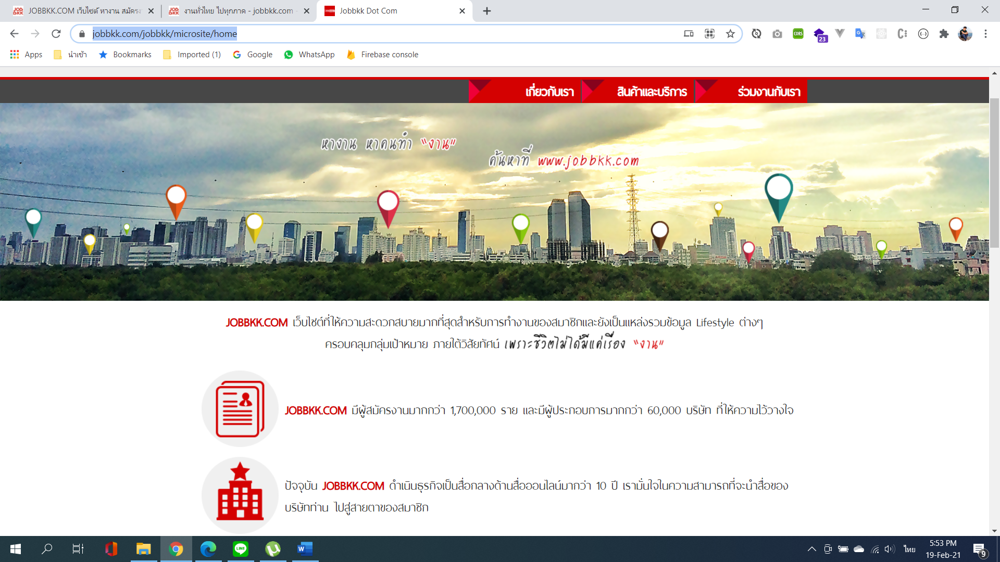 JOBBKK.COM เว็บไซต์ หางาน สมัครงา
งานทั่วไทย ไปทุกภาค - jobbkk.com -
Jobbkk Dot Com
jobbkk.com/jobbkk/microsite/home
CORS
23
Apps
นำเข้า
Bookmarks
Imported (1)
Google
WhatsApp
Firebase console
เกี่ยวกับเรา
สินค้าและบริการ
ร่วมงานกับเรา
หางาน หาคนทำ "งาน"
ค้นหาที่ www.jobbkk.com
JOBBKK.COM เว็บไซต์ที่ให้ความสะดวกสบายมากที่สุดสำหรับการทำงานของสมาชิกและยังเป็นแหล่งรวมข้อมูล Lifestyle ต่างๆ
ครอบคลุมกลุ่มเป้าหมาย ภายใต้วิสัยทัศน์ เพราะชีวิตไม่ได้มีแค่เรื่อง "งาน"
JOBBKK.COM มีผู้สมัครงานมากกว่า 1,700,000 ราย และมีผู้ประกอบการมากกว่า 60,000 บริษัท ที่ให้ความไว้วางใจ
ปัจจุบัน JOBBKK.COM ดำเนินธุรกิจเป็นสื่อกลางด้านสื่อออนไลน์มากว่า 10 ปี เรามั่นใจในความสามารถที่จะนำสื่อของ
บริษัทท่าน ไปสู่สายตาของสมาชิก
LINE
W
ไทย
5:53 PM
19-Feb-21
9